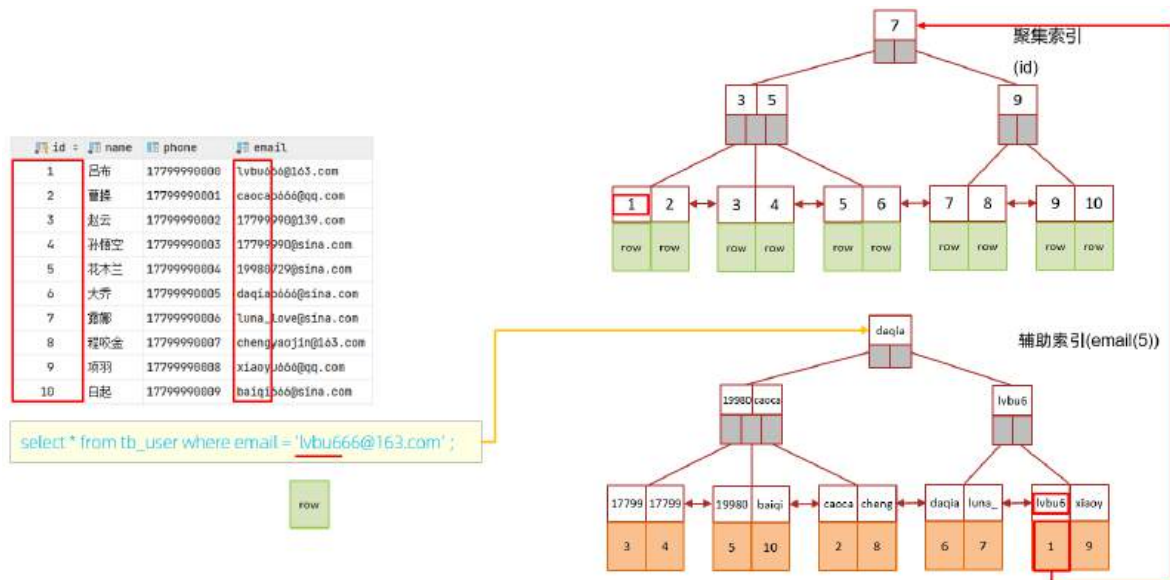 id name phone email
1 吕布 17799990000 lvbu666@163.com
2 曹操 17799990001 caocao666@qq.com
3 赵云 17799990002 17799990@139.com
4 孙悟空 17799990003 17799990@sina.com
5 花木兰 17799990004 19980729@sina.com
6 大乔 17799990005 daqiao666@sina.com
7 露娜 17799990006 luna_love@sina.com
8 程咬金 17799990007 chengyaojin@163.com
9 项羽 17799990008 xiaoyu666@qq.com
10 白起 17799990009 baiqi666@sina.com
select * from tb_user where email = 'lvbu666@163.com' ;
row
7
聚集索引
(id)
3 5
9
1 2 3 4 5 6 7 8 9 10
row row row row row row row row row row
daqia
辅助索引(email(5))
19980 caoca
lvbu6
17799 17799 19980 baiqi caoca cheng daqia luna_ lvbu6 xiaoy
3 4 5 10 2 8 6 7 1 9